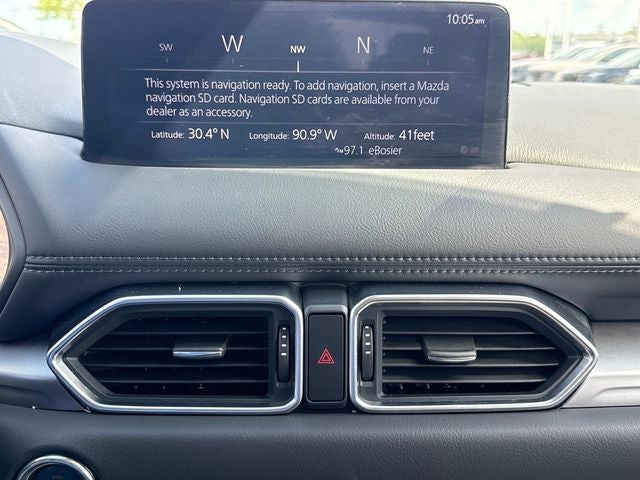 10:05am
SW W NW N NE
This system is navigation ready. To add navigation, insert a Mazda
navigation SD card. Navigation SD cards are available from your
dealer as an accessory.
Latitude: 30.4° N Longitude: 90.9° W Altitude: 41feet
97.1 eBosier